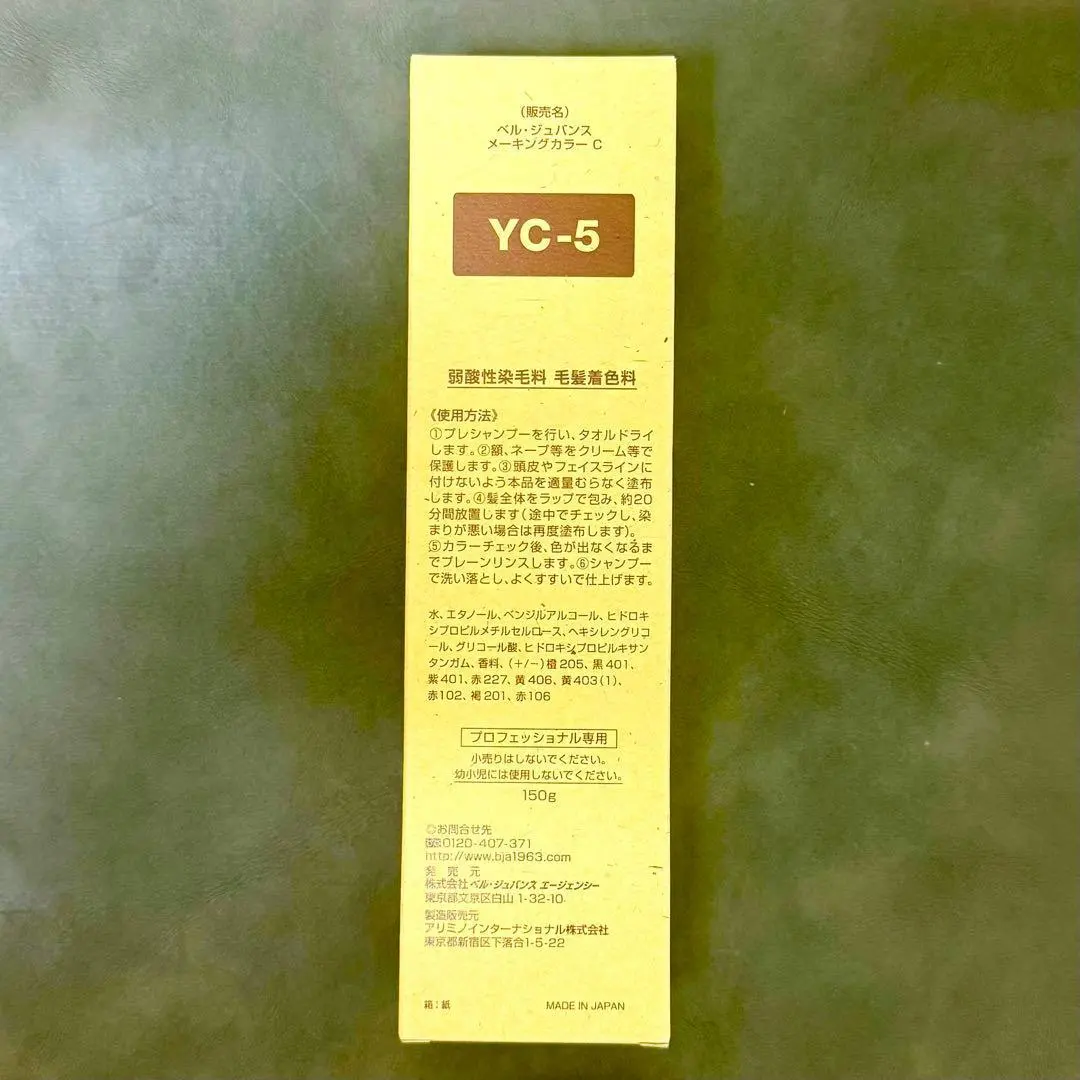 (販売名)
ベル・ジュバンス
メーキングカラー C
YC-5
弱酸性染毛料 毛髪着色料
《使用方法》
①プレシャンプーを行い、タオルドライ
します。②額、ネープ等をクリーム等で
保護します。③頭皮やフェイスラインに
付けないよう本品を適量むらなく塗布
します。④髪全体をラップで包み、約20
分間放置します(途中でチェックし、染
まりが悪い場合は再度塗布します)。
⑤カラーチェック後、色が出なくなるま
でプレーンリンスします。⑥シャンプー
で洗い落とし、よくすすいで仕上げます。
水、エタノール、ベンジルアルコール、ヒドロキ
シプロピルメチルセルロース、ヘキシレングリコ
ール、グリコール酸、ヒドロキシプロピルキサン
タンガム、香料、(+/-)橙205、黒401、
紫401、赤227、黄406、黄403(1)、
赤102、褐201、赤106
プロフェッショナル専用
小売りはしないでください。
幼小児には使用しないでください。
150g
◎お問合せ先
0120-407-371
http://www.bja1963.com
発売元
株式会社ベル・ジュバンス エージェンシー
東京都文京区白山 1-32-10
製造販売元
アリミノインターナショナル株式会社
東京都新宿区下落合1-5-22
箱:紙 MADE IN JAPAN